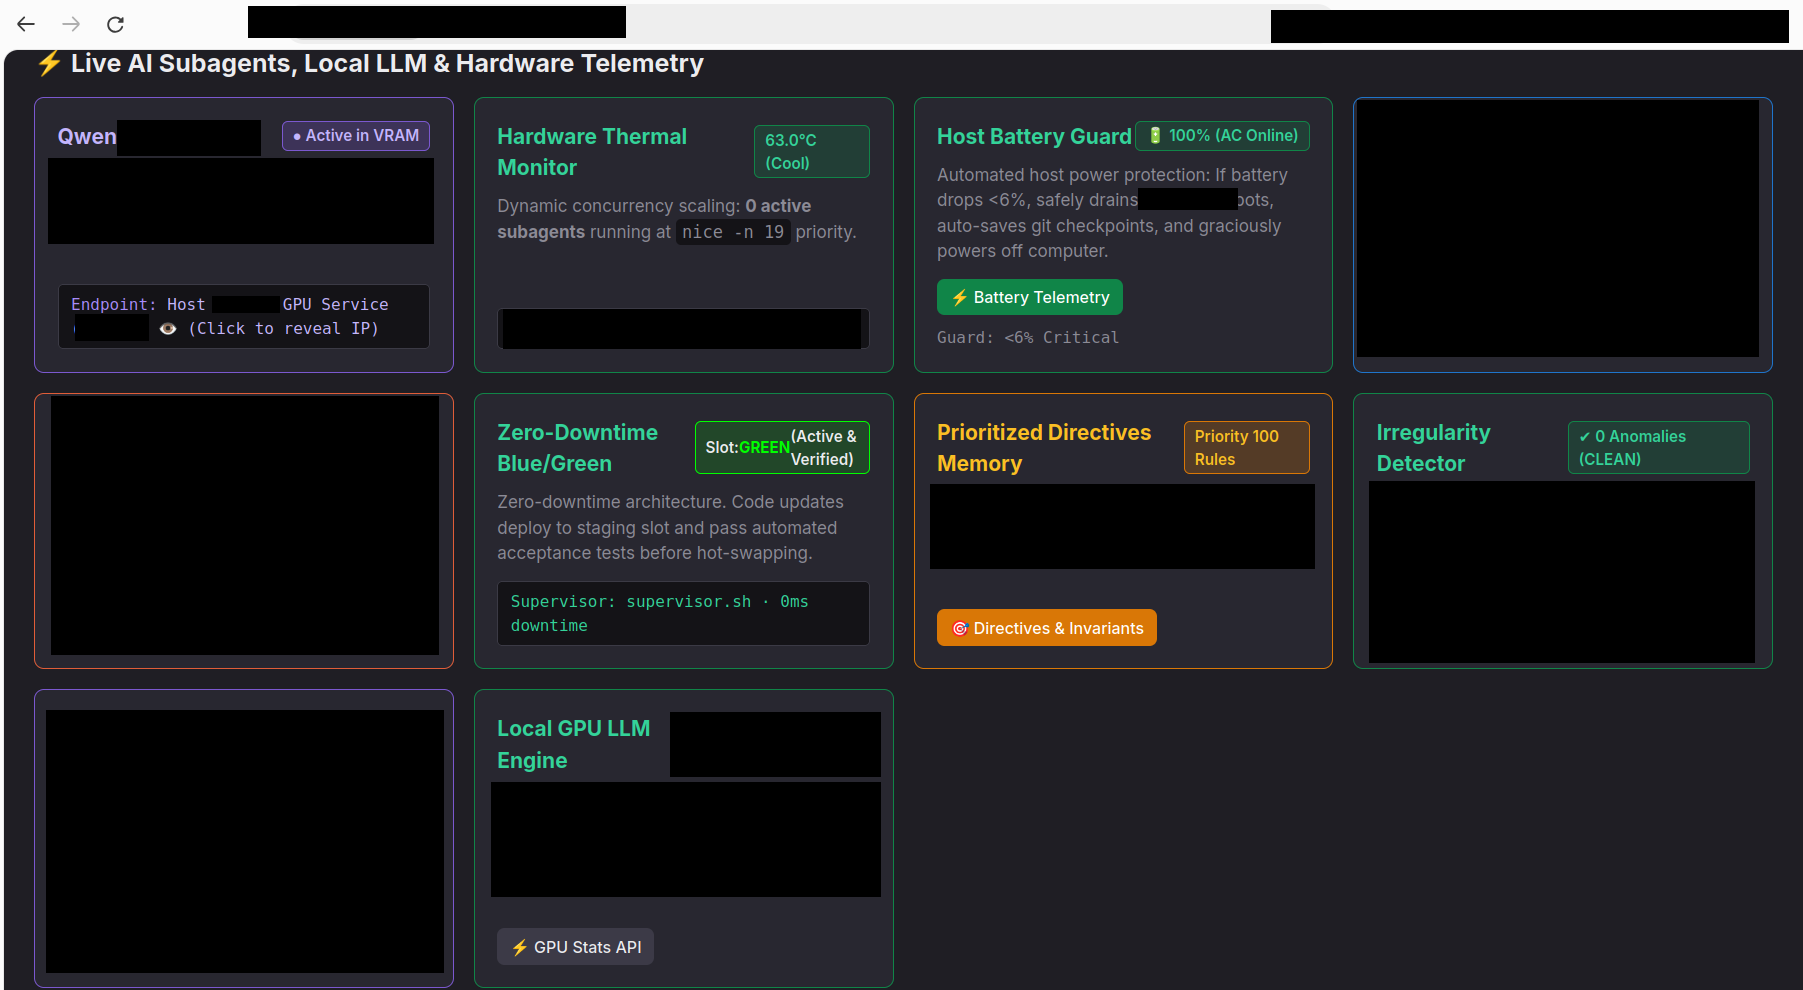 ⚡ Live AI Subagents, Local LLM & Hardware Telemetry
Qwen
● Active in VRAM
Endpoint: Host GPU Service
👁️ (Click to reveal IP)
Hardware Thermal
Monitor
63.0°C
(Cool)
Dynamic concurrency scaling: 0 active
subagents running at nice -n 19 priority.
Host Battery Guard
🔋 100% (AC Online)
Automated host power protection: If battery
drops <6%, safely drains ots,
auto-saves git checkpoints, and graciously
powers off computer.
⚡ Battery Telemetry
Guard: <6% Critical
Zero-Downtime
Blue/Green
Slot:GREEN(Active &
Verified)
Zero-downtime architecture. Code updates
deploy to staging slot and pass automated
acceptance tests before hot-swapping.
Supervisor: supervisor.sh · 0ms
downtime
Prioritized Directives
Memory
Priority 100
Rules
🎯 Directives & Invariants
Irregularity
Detector
✔ 0 Anomalies
(CLEAN)
Local GPU LLM
Engine
⚡ GPU Stats API